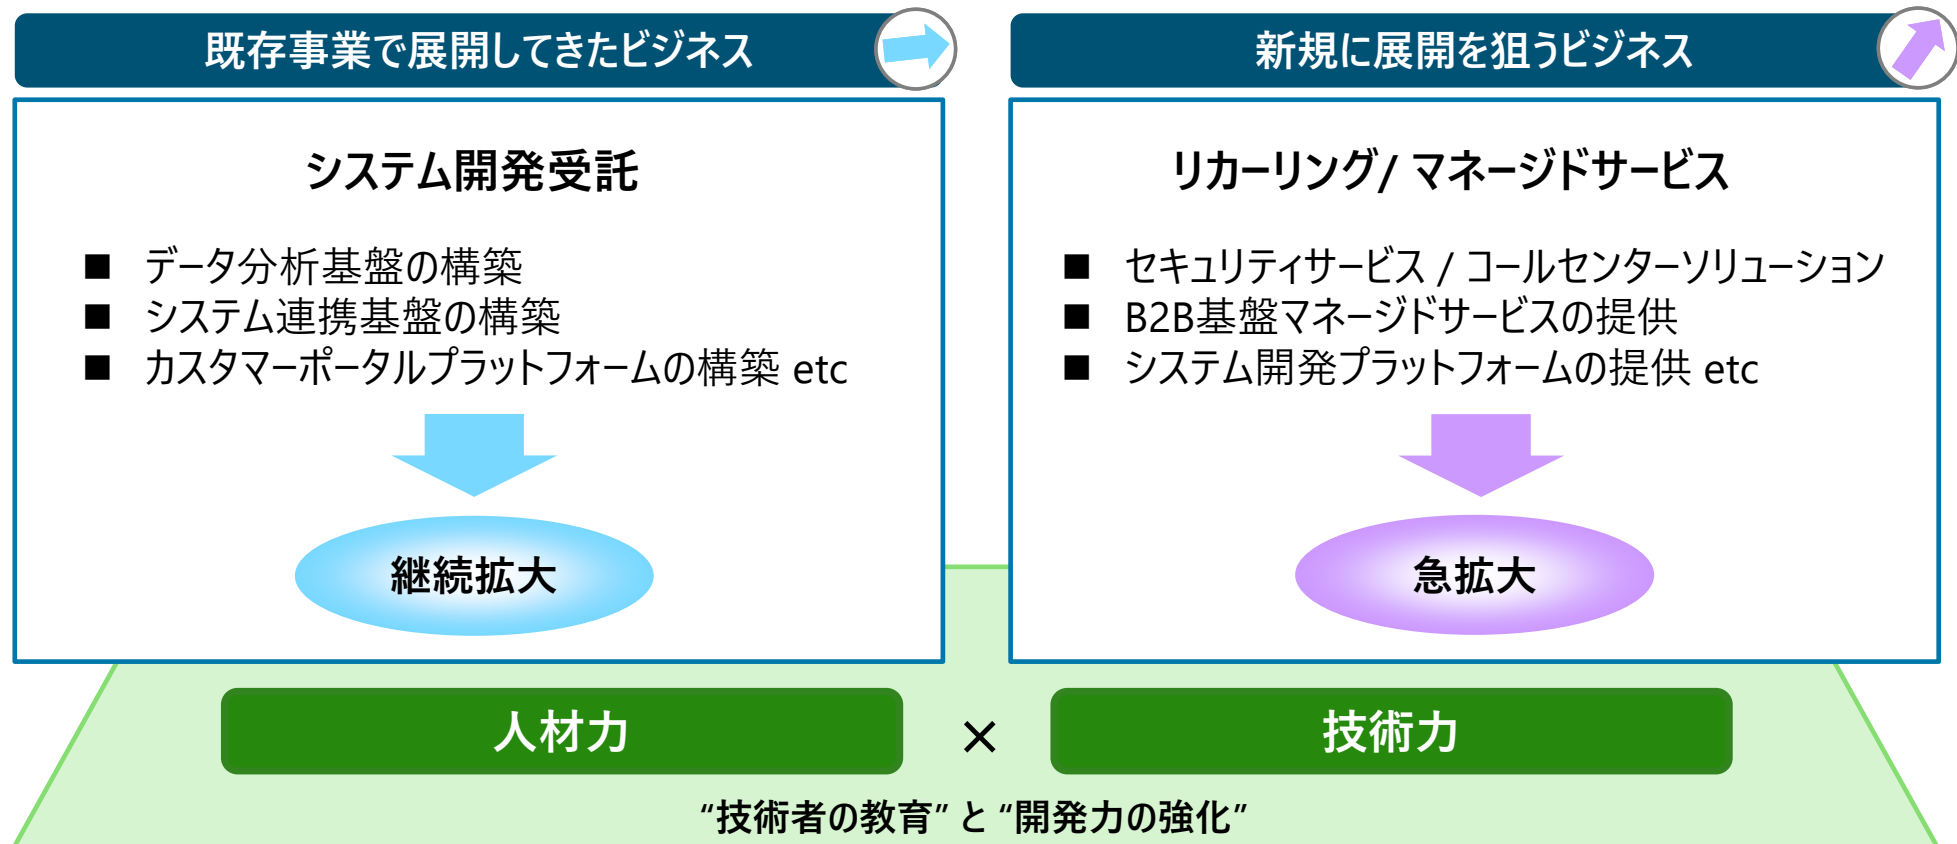 既存事業で展開してきたビジネス
システム開発受託
■ データ分析基盤の構築
■ システム連携基盤の構築
■ カスタマーポータルプラットフォームの構築 etc
継続拡大
新規に展開を狙うビジネス
リカーリング/ マネージドサービス
■ セキュリティサービス / コールセンターソリューション
■ B2B基盤マネージドサービスの提供
■ システム開発プラットフォームの提供 etc
急拡大
人材力 × 技術力
“技術者の教育” と “開発力の強化”